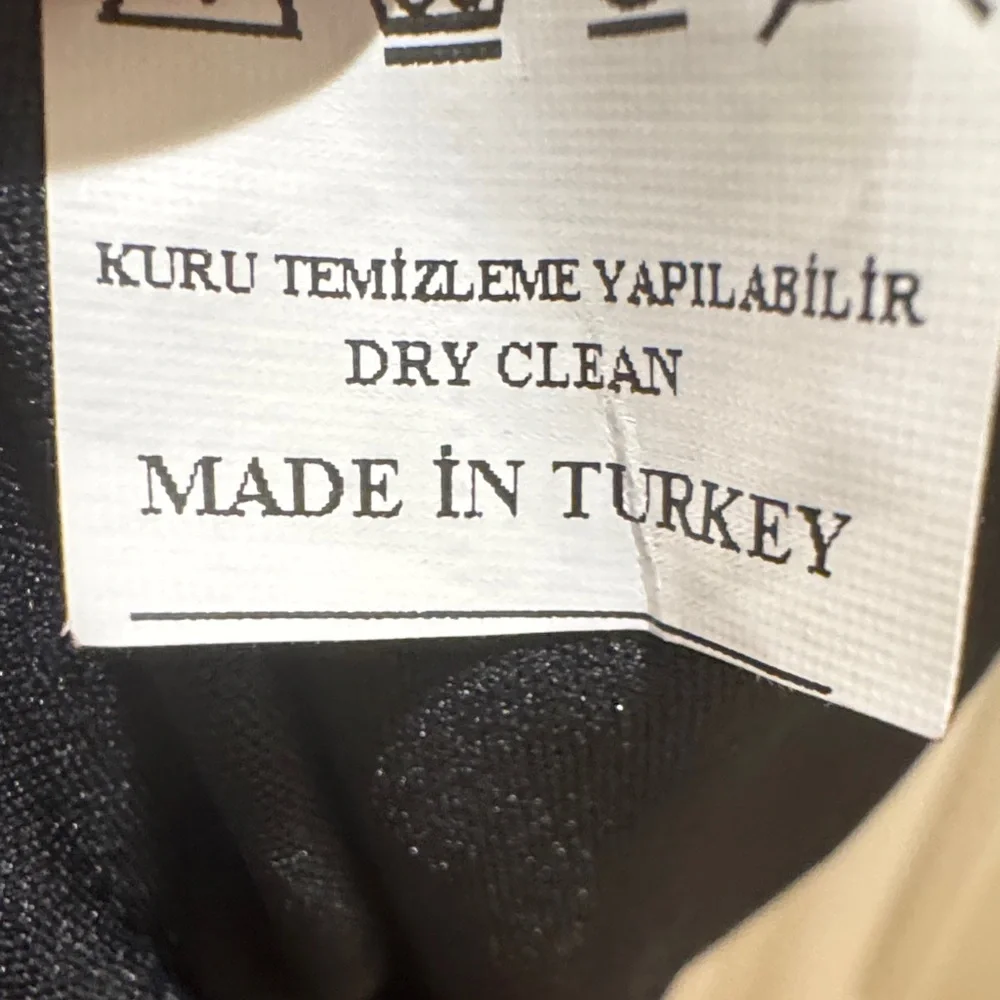 KURU TEMİZLEME YAPILABİLİR
DRY CLEAN
MADE İN TURKEY